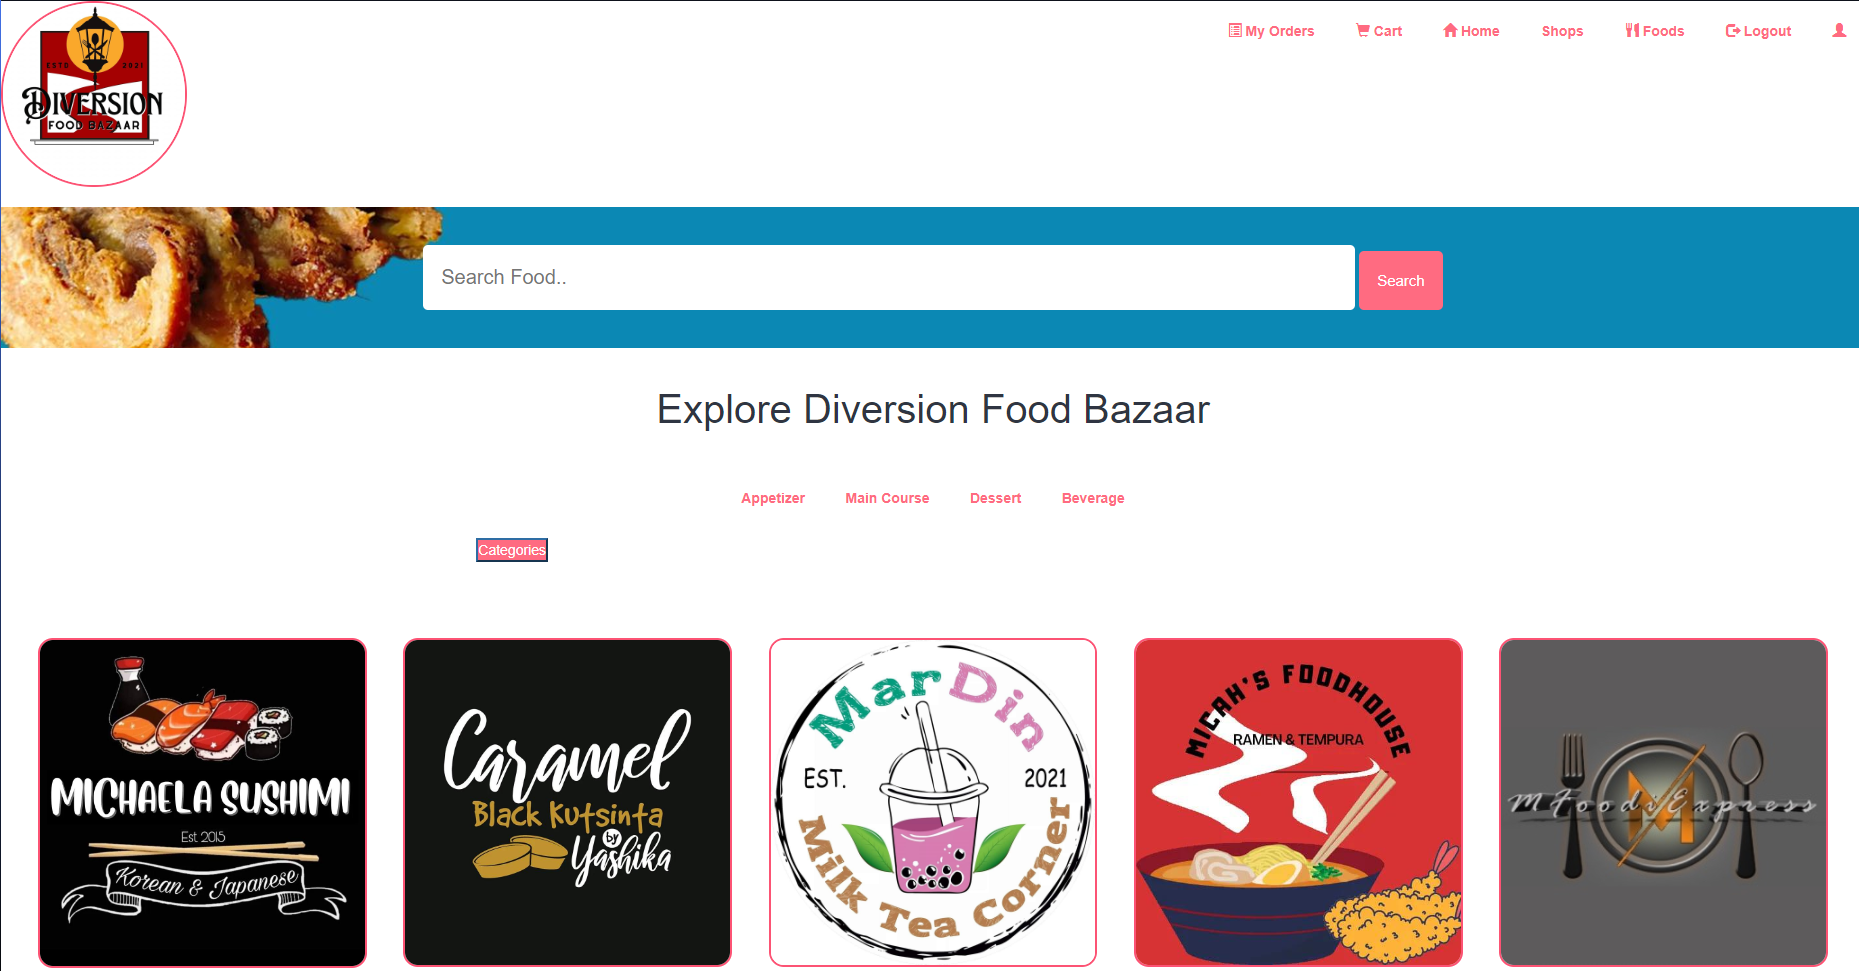 ESTD 2021
DIVERSION
FOOD BAZAAR
My Orders
Cart
Home
Shops
Foods
Logout
Search Food..
Search
Explore Diversion Food Bazaar
Appetizer
Main Course
Dessert
Beverage
Categories
MICHAELA SUSHIMI
Est 2015
Korean & Japanese
Caramel
Black Kutsinta
by
Yashika
MarDin
EST. 2021
Milk Tea Corner
MICAH'S FOODHOUSE
RAMEN & TEMPURA
M
MFoodiExpress